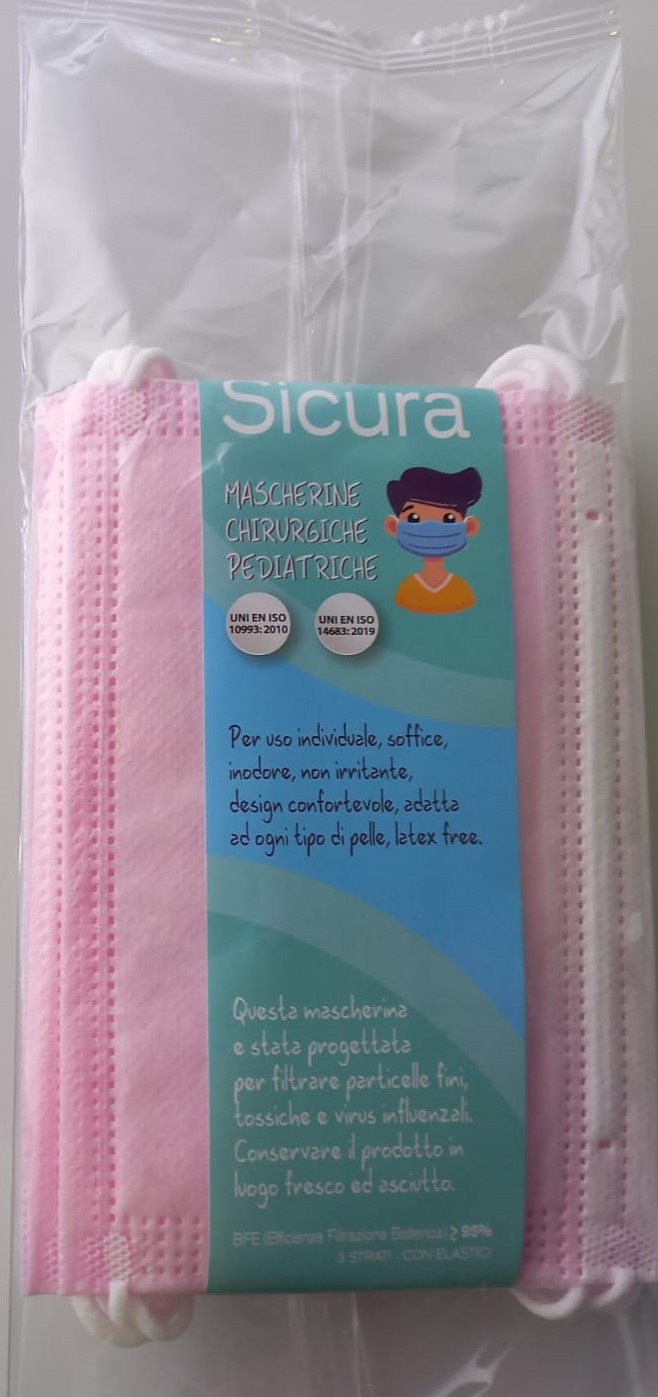 Sicura
MASCHERINE
CHIRURGICHE
PEDIATRICHE
UNI EN ISO
10993:2010
UNI EN ISO
14683:2019
Per uso individuale, soffice,
inodore, non irritante,
design confortevole, adatta
ad ogni tipo di pelle, latex free.
Questa mascherina
e stata progettata
per filtrare particelle fini,
tossiche e virus influenzali.
Conservare il prodotto in
luogo fresco ed asciutto.
BFE (Efficienza Filtrazione Batterica) ≥ 95%
3 STRATI - CON ELASTICI